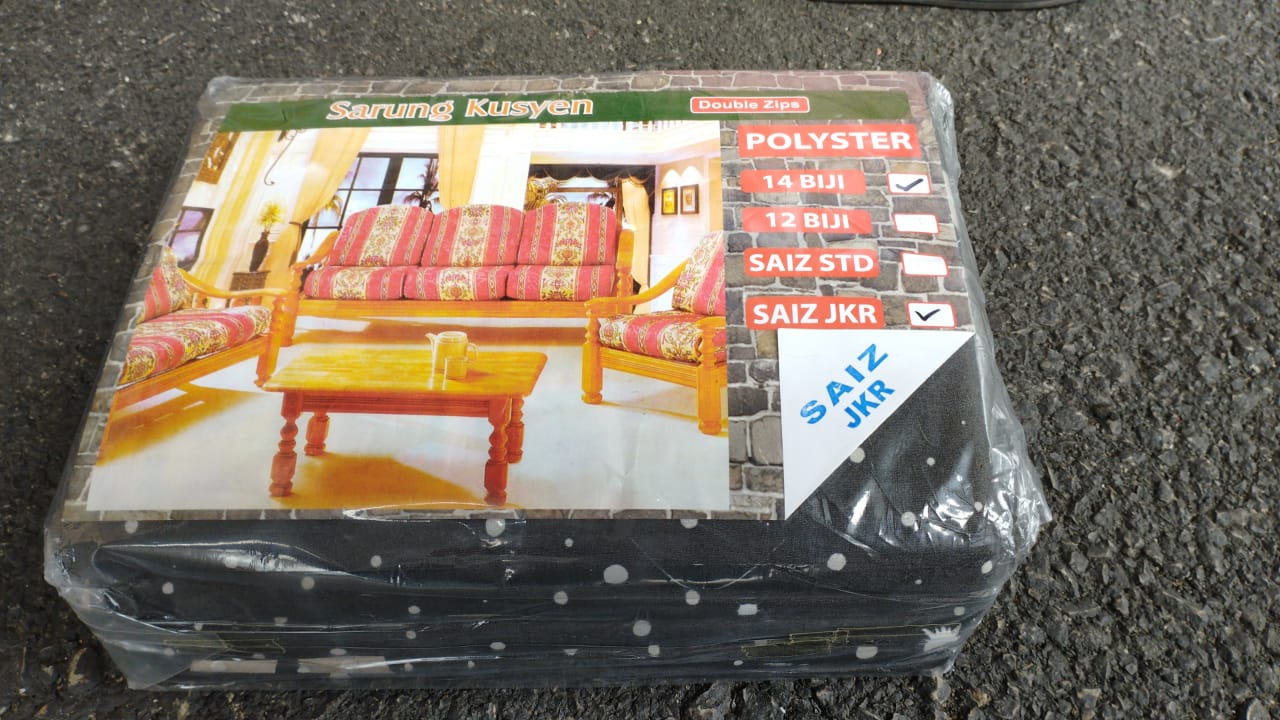 Sarung Kusyen
Double Zips
POLYSTER
14 BIJI
12 BIJI
SAIZ STD
SAIZ JKR
SAIZ
JKR